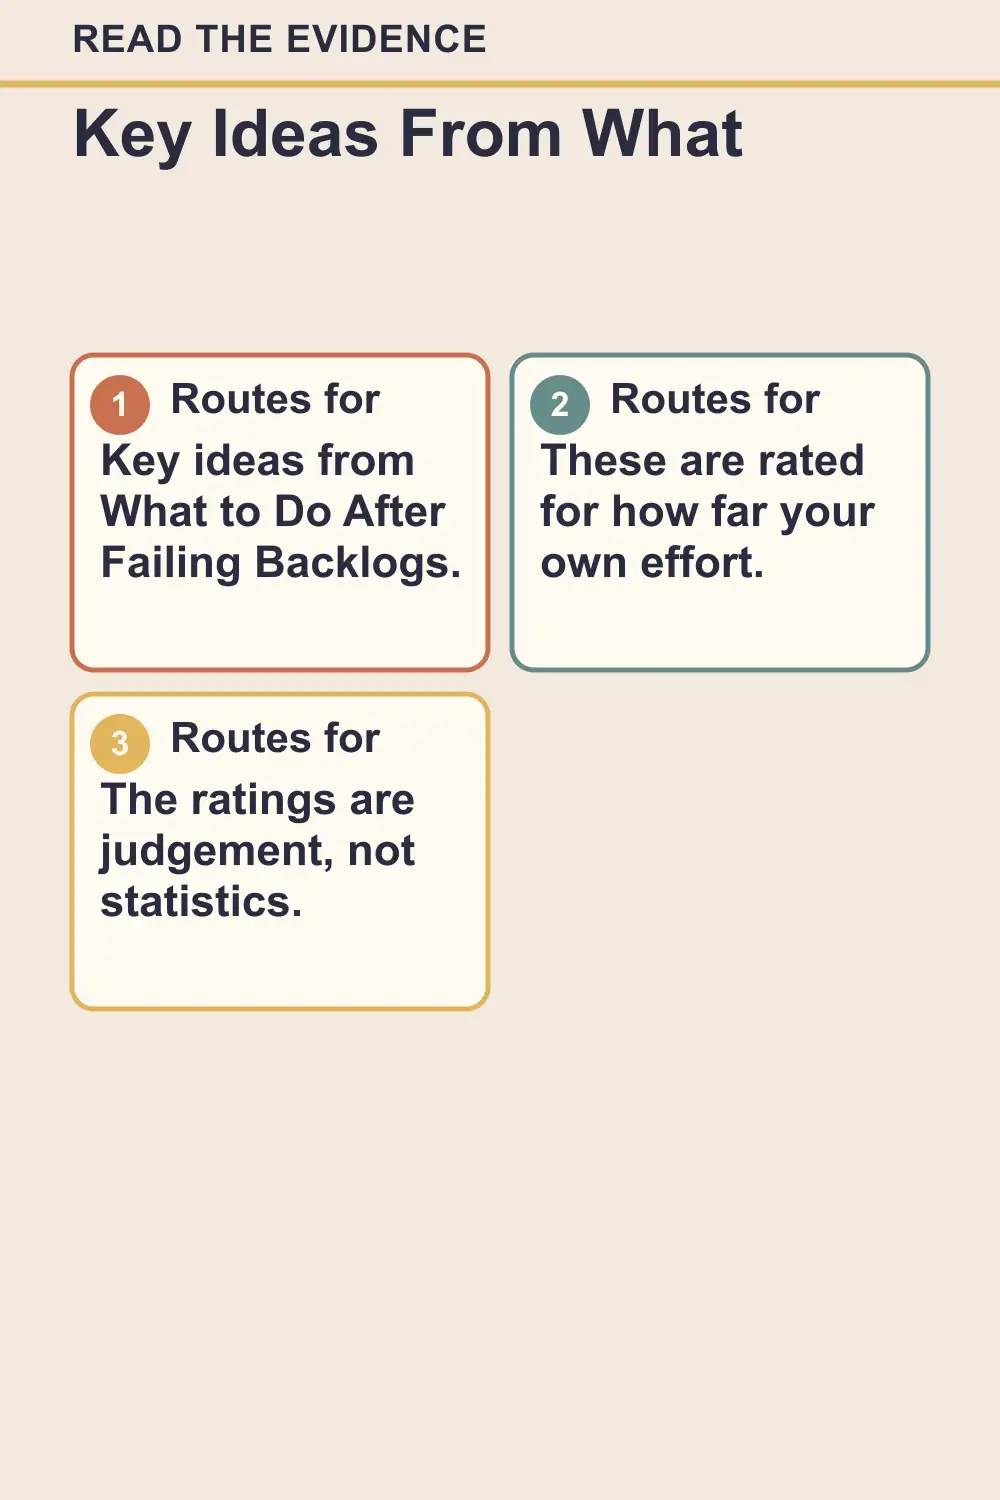 READ THE EVIDENCE
Key Ideas From What
1 Routes for
Key ideas from
What to Do After
Failing Backlogs.
2 Routes for
These are rated
for how far your
own effort.
3 Routes for
The ratings are
judgement, not
statistics.